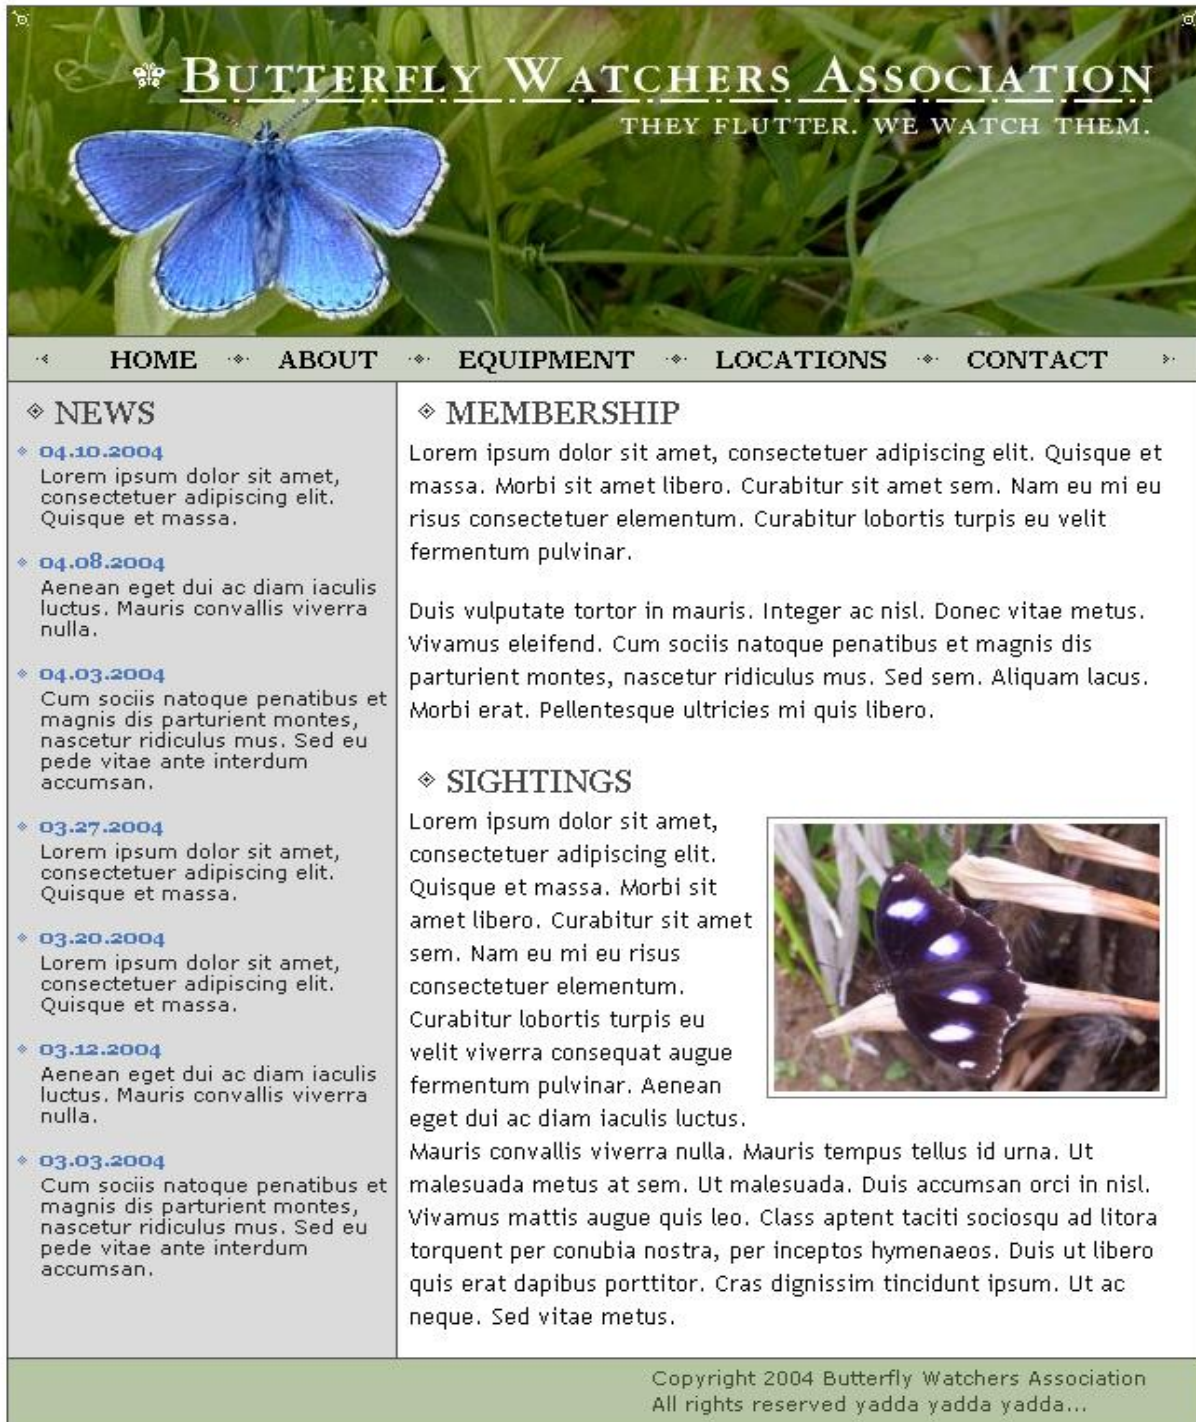 BUTTERFLY WATCHERS ASSOCIATION
THEY FLUTTER. WE WATCH THEM.
HOME ABOUT EQUIPMENT LOCATIONS CONTACT
NEWS
04.10.2004
Lorem ipsum dolor sit amet,
consectetuer adipiscing elit.
Quisque et massa.
04.08.2004
Aenean eget dui ac diam iaculis
luctus. Mauris convallis viverra
nulla.
04.03.2004
Cum sociis natoque penatibus et
magnis dis parturient montes,
nascetur ridiculus mus. Sed eu
pede vitae ante interdum
accumsan.
03.27.2004
Lorem ipsum dolor sit amet,
consectetuer adipiscing elit.
Quisque et massa.
03.20.2004
Lorem ipsum dolor sit amet,
consectetuer adipiscing elit.
Quisque et massa.
03.12.2004
Aenean eget dui ac diam iaculis
luctus. Mauris convallis viverra
nulla.
03.03.2004
Cum sociis natoque penatibus et
magnis dis parturient montes,
nascetur ridiculus mus. Sed eu
pede vitae ante interdum
accumsan.
MEMBERSHIP
Lorem ipsum dolor sit amet, consectetuer adipiscing elit. Quisque et
massa. Morbi sit amet libero. Curabitur sit amet sem. Nam eu mi eu
risus consectetuer elementum. Curabitur lobortis turpis eu velit
fermentum pulvinar.
Duis vulputate tortor in mauris. Integer ac nisl. Donec vitae metus.
Vivamus eleifend. Cum sociis natoque penatibus et magnis dis
parturient montes, nascetur ridiculus mus. Sed sem. Aliquam lacus.
Morbi erat. Pellentesque ultricies mi quis libero.
SIGHTINGS
Lorem ipsum dolor sit amet,
consectetuer adipiscing elit.
Quisque et massa. Morbi sit
amet libero. Curabitur sit amet
sem. Nam eu mi eu risus
consectetuer elementum.
Curabitur lobortis turpis eu
velit viverra consequat augue
fermentum pulvinar. Aenean
eget dui ac diam iaculis luctus.
Mauris convallis viverra nulla. Mauris tempus tellus id urna. Ut
malesuada metus at sem. Ut malesuada. Duis accumsan orci in nisl.
Vivamus mattis augue quis leo. Class aptent taciti sociosqu ad litora
torquent per conubia nostra, per inceptos hymenaeos. Duis ut libero
quis erat dapibus porttitor. Cras dignissim tincidunt ipsum. Ut ac
neque. Sed vitae metus.
Copyright 2004 Butterfly Watchers Association
All rights reserved yadda yadda yadda...